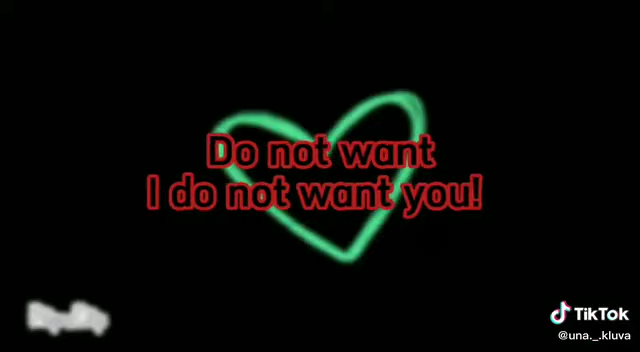 Do not want
I do not want you!
TikTok
@una._.kluva